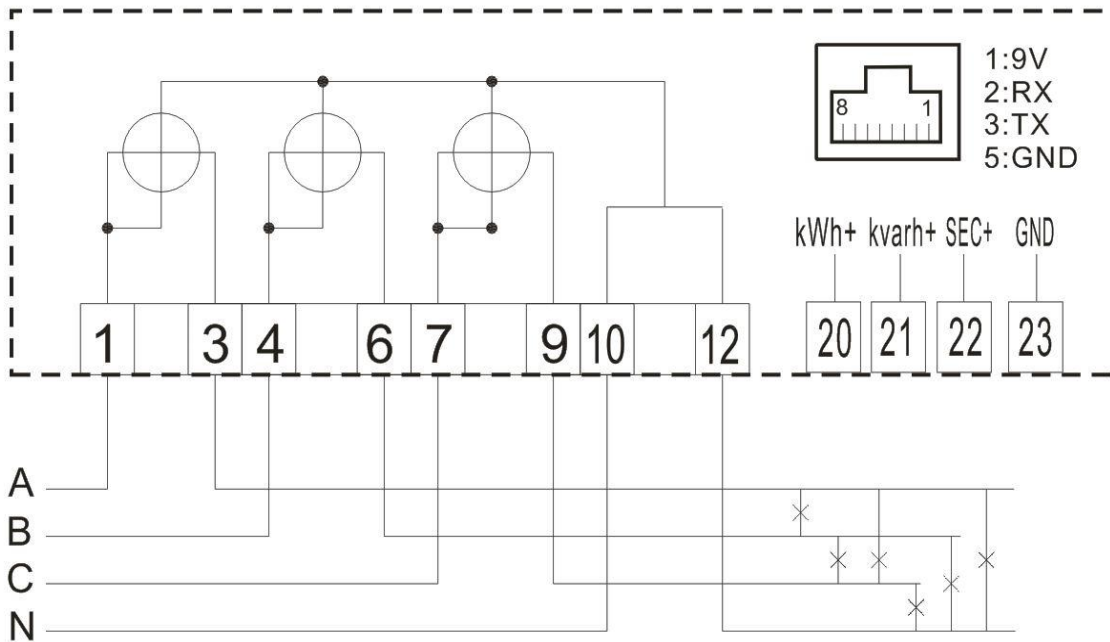 8 1
1:9V
2:RX
3:TX
5:GND
kWh+ kvarh+ SEC+ GND
1 3 4 6 7 9 10 12 20 21 22 23
A
B
C
N